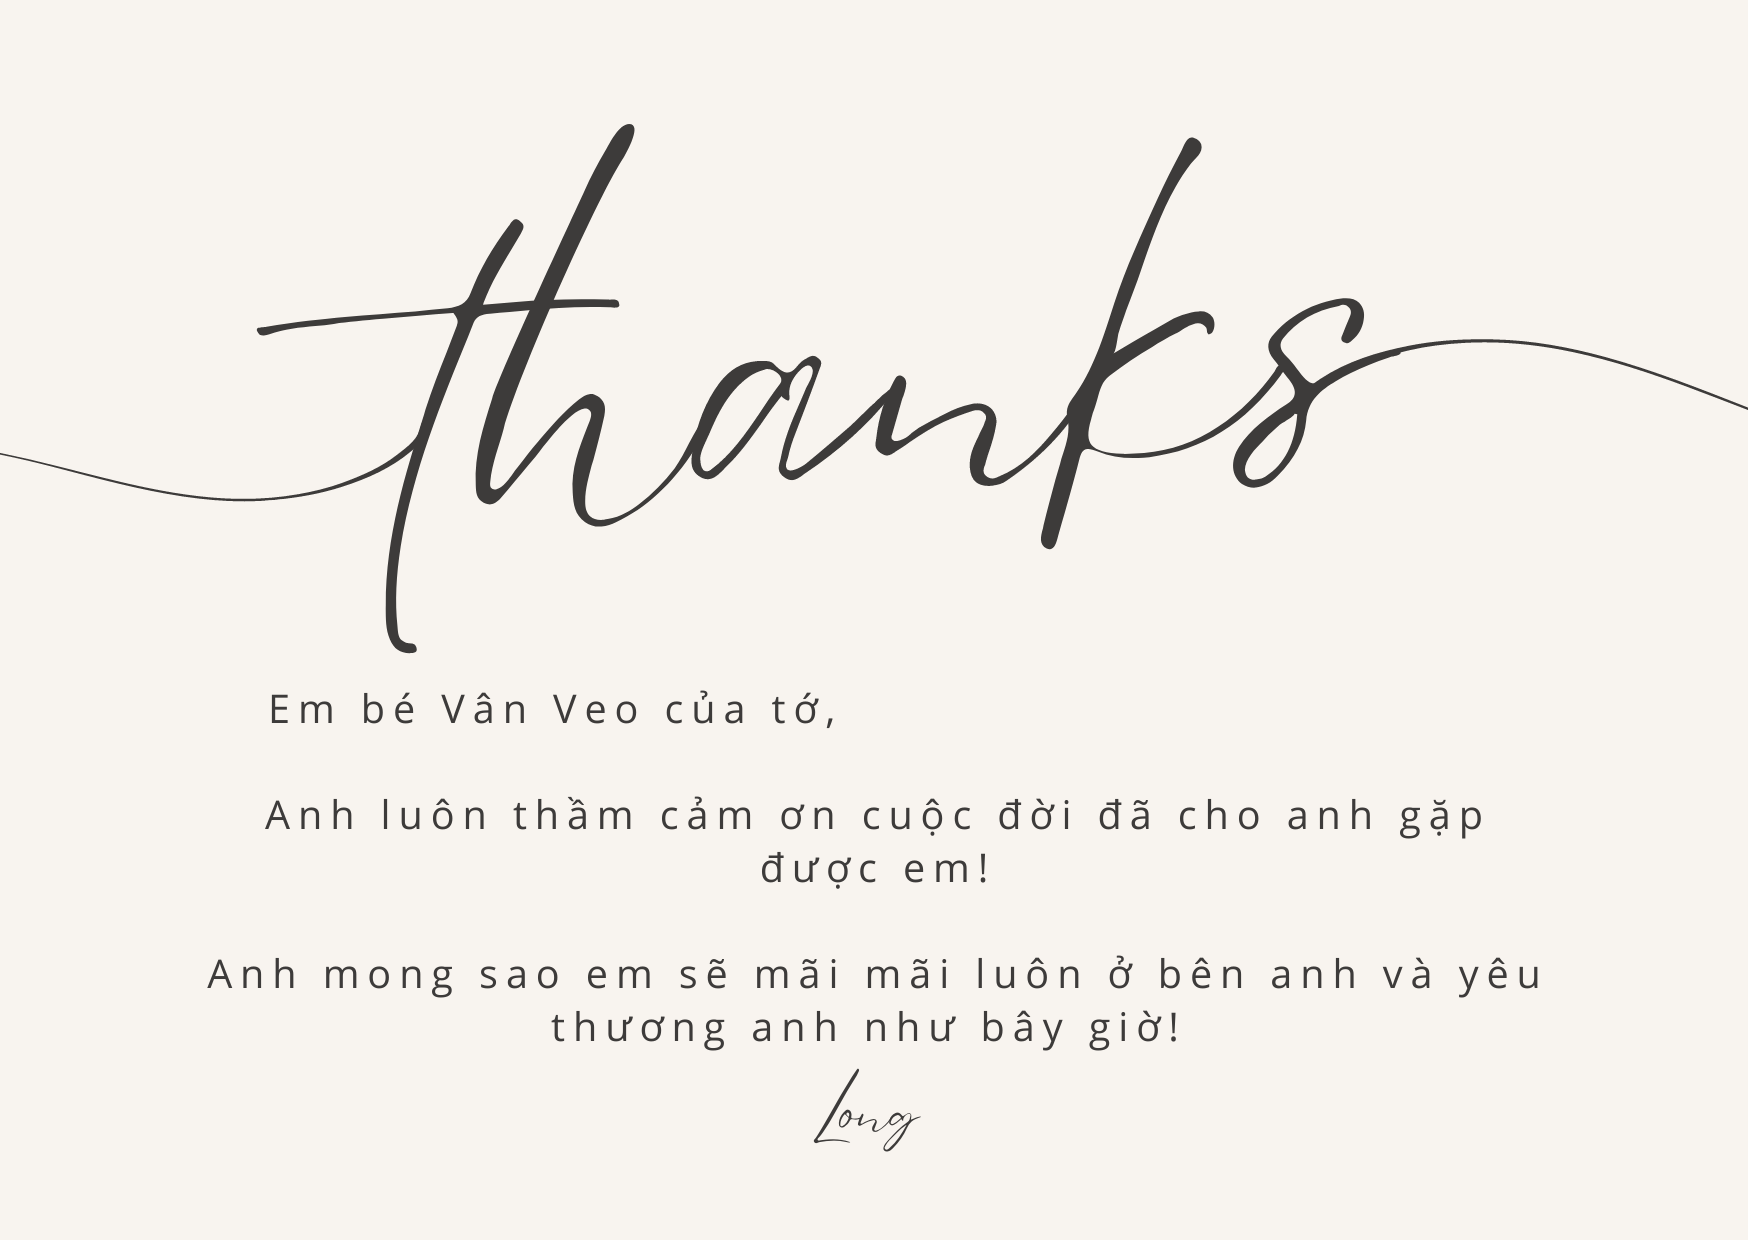 thanks
Em bé Vân Veo của tớ,
Anh luôn thầm cảm ơn cuộc đời đã cho anh gặp
được em!
Anh mong sao em sẽ mãi mãi luôn ở bên anh và yêu
thương anh như bây giờ!
Long